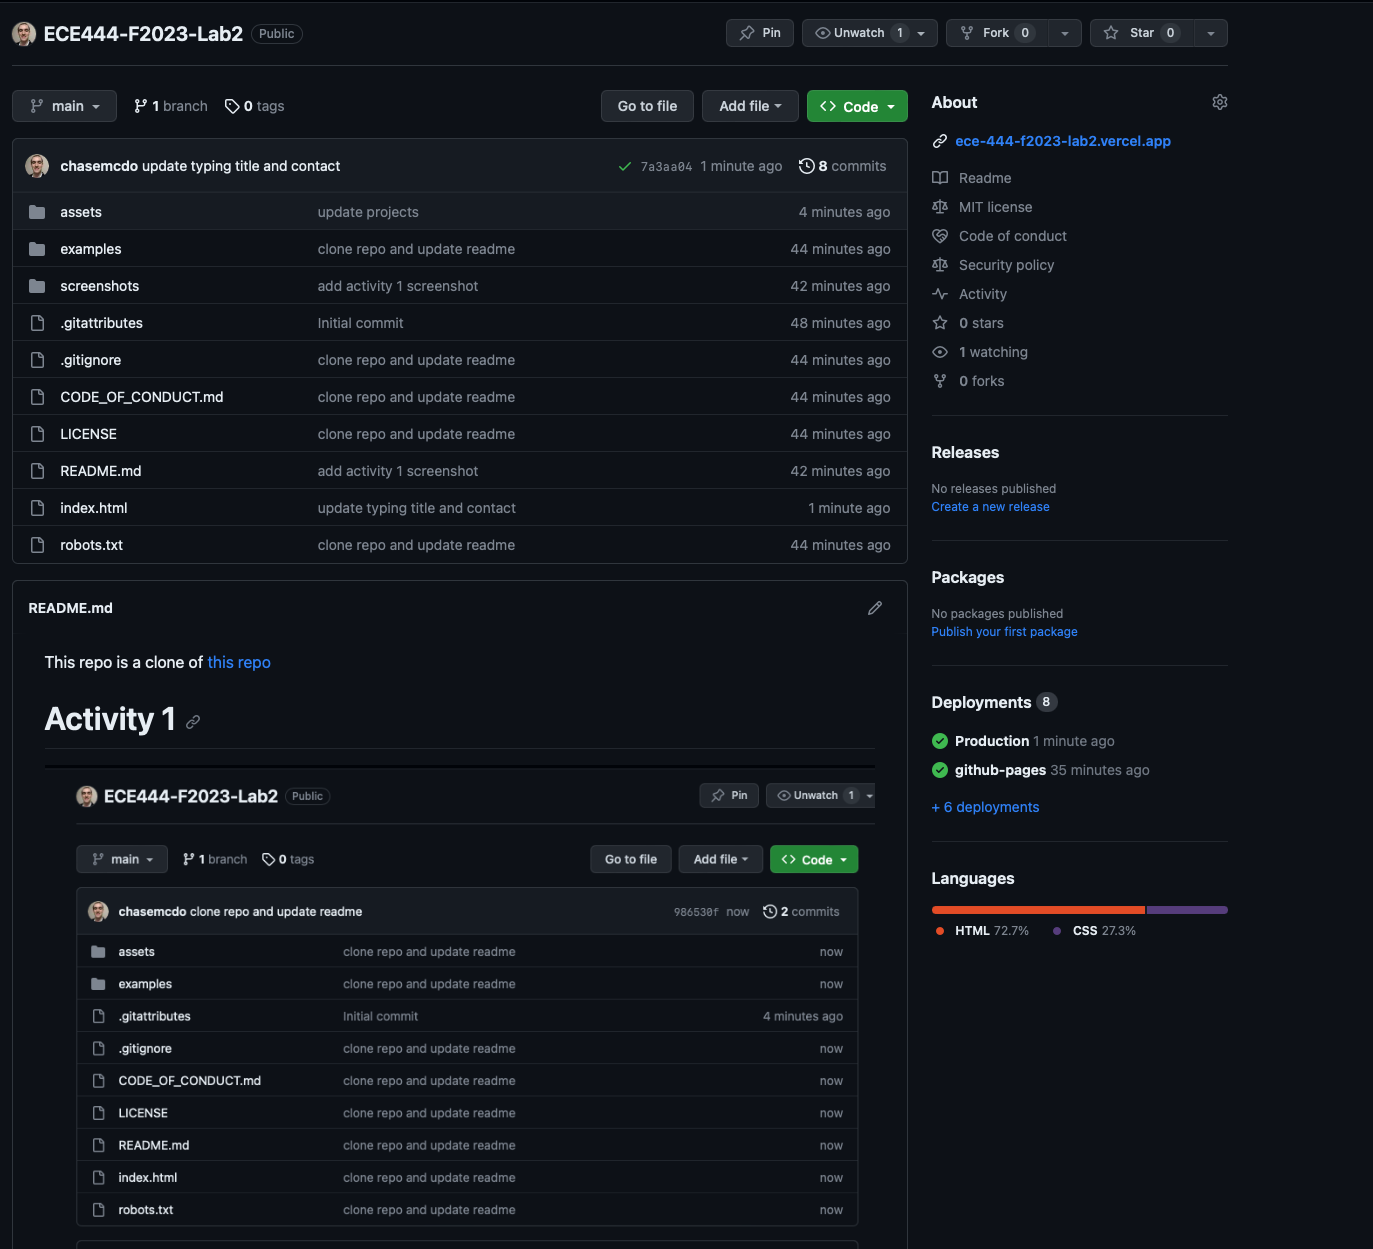 ECE444-F2023-Lab2 Public Pin Unwatch 1 Fork 0 Star 0
main 1 branch 0 tags Go to file Add file <> Code
chasemcdo update typing title and contact 7a3aa04 1 minute ago 8 commits
assets update projects 4 minutes ago
examples clone repo and update readme 44 minutes ago
screenshots add activity 1 screenshot 42 minutes ago
.gitattributes Initial commit 48 minutes ago
.gitignore clone repo and update readme 44 minutes ago
CODE_OF_CONDUCT.md clone repo and update readme 44 minutes ago
LICENSE clone repo and update readme 44 minutes ago
README.md add activity 1 screenshot 42 minutes ago
index.html update typing title and contact 1 minute ago
robots.txt clone repo and update readme 44 minutes ago
README.md
This repo is a clone of this repo
Activity 1
ECE444-F2023-Lab2 Public Pin Unwatch 1
main 1 branch 0 tags Go to file Add file <> Code
chasemcdo clone repo and update readme 986530f now 2 commits
assets clone repo and update readme now
examples clone repo and update readme now
.gitattributes Initial commit 4 minutes ago
.gitignore clone repo and update readme now
CODE_OF_CONDUCT.md clone repo and update readme now
LICENSE clone repo and update readme now
README.md clone repo and update readme now
index.html clone repo and update readme now
robots.txt clone repo and update readme now
About
ece-444-f2023-lab2.vercel.app
Readme
MIT license
Code of conduct
Security policy
Activity
0 stars
1 watching
0 forks
Releases
No releases published
Create a new release
Packages
No packages published
Publish your first package
Deployments 8
Production 1 minute ago
github-pages 35 minutes ago
+ 6 deployments
Languages
HTML 72.7% CSS 27.3%